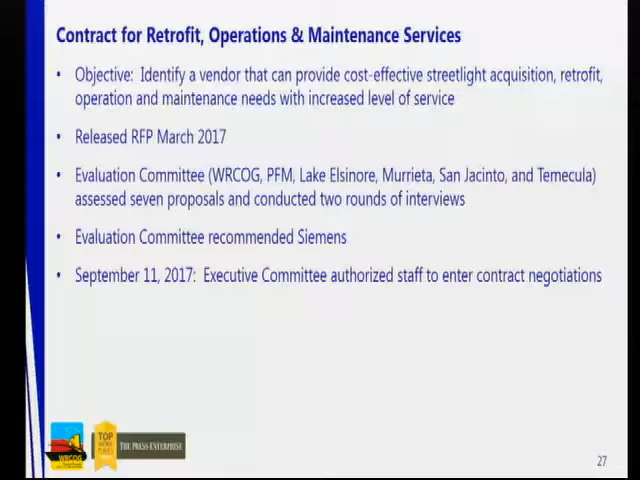 Contract for Retrofit, Operations & Maintenance Services
• Objective: Identify a vendor that can provide cost-effective streetlight acquisition, retrofit,
operation and maintenance needs with increased level of service
• Released RFP March 2017
• Evaluation Committee (WRCOG, PFM, Lake Elsinore, Murrieta, San Jacinto, and Temecula)
assessed seven proposals and conducted two rounds of interviews
• Evaluation Committee recommended Siemens
• September 11, 2017: Executive Committee authorized staff to enter contract negotiations
WRCOG
TOP
WORK
PLACES
THE PRESS-ENTERPRISE
27